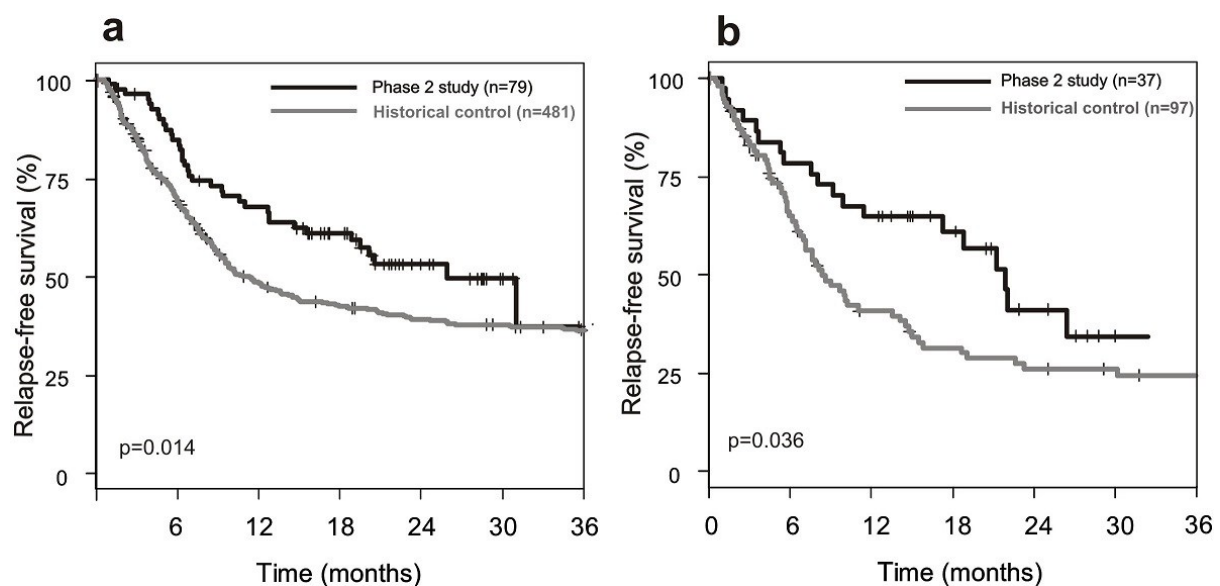 a
Relapse-free survival (%)
100
75
50
25
0
Phase 2 study (n=79)
Historical control (n=481)
p=0.014
6 12 18 24 30 36
Time (months)
b
Relapse-free survival (%)
100
75
50
25
0
Phase 2 study (n=37)
Historical control (n=97)
p=0.036
0 6 12 18 24 30 36
Time (months)